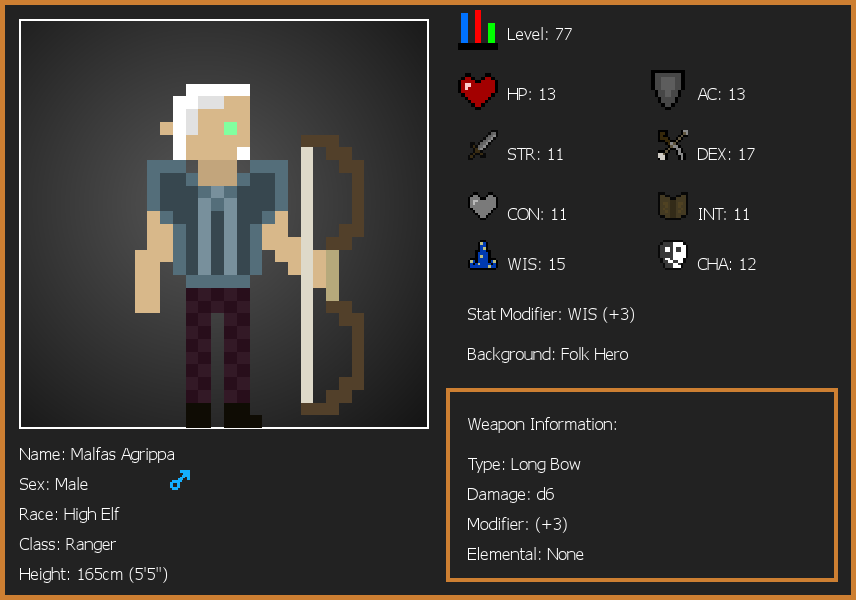 Level: 77
HP: 13
AC: 13
STR: 11
DEX: 17
CON: 11
INT: 11
WIS: 15
CHA: 12
Stat Modifier: WIS (+3)
Background: Folk Hero
Weapon Information:
Type: Long Bow
Damage: d6
Modifier: (+3)
Elemental: None
Name: Malfas Agrippa
Sex: Male
Race: High Elf
Class: Ranger
Height: 165cm (5'5")